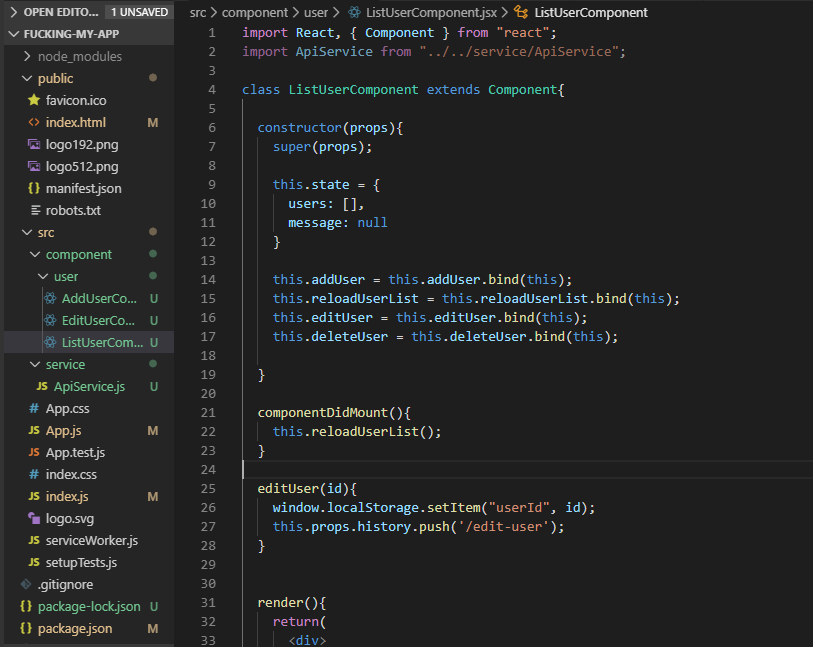 OPEN EDITO... 1 UNSAVED
FUCKING-MY-APP
node_modules
public
favicon.ico
index.html M
logo192.png
logo512.png
manifest.json
robots.txt
src
component
user
AddUserCo... U
EditUserCo... U
ListUserCom... U
service
JS ApiService.js U
# App.css
JS App.js M
JS App.test.js
# index.css
JS index.js M
logo.svg
JS serviceWorker.js
JS setupTests.js
.gitignore
{} package-lock.json U
{} package.json M
src > component > user > ListUserComponent.jsx > ListUserComponent
1 import React, { Component } from "react";
2 import ApiService from "../../service/ApiService";
3
4 class ListUserComponent extends Component{
5
6 constructor(props){
7 super(props);
8
9 this.state = {
10 users: [],
11 message: null
12 }
13
14 this.addUser = this.addUser.bind(this);
15 this.reloadUserList = this.reloadUserList.bind(this);
16 this.editUser = this.editUser.bind(this);
17 this.deleteUser = this.deleteUser.bind(this);
18
19 }
20
21 componentDidMount(){
22 this.reloadUserList();
23 }
24
25 editUser(id){
26 window.localStorage.setItem("userId", id);
27 this.props.history.push('/edit-user');
28 }
29
30
31 render(){
32 return(
33 <div>